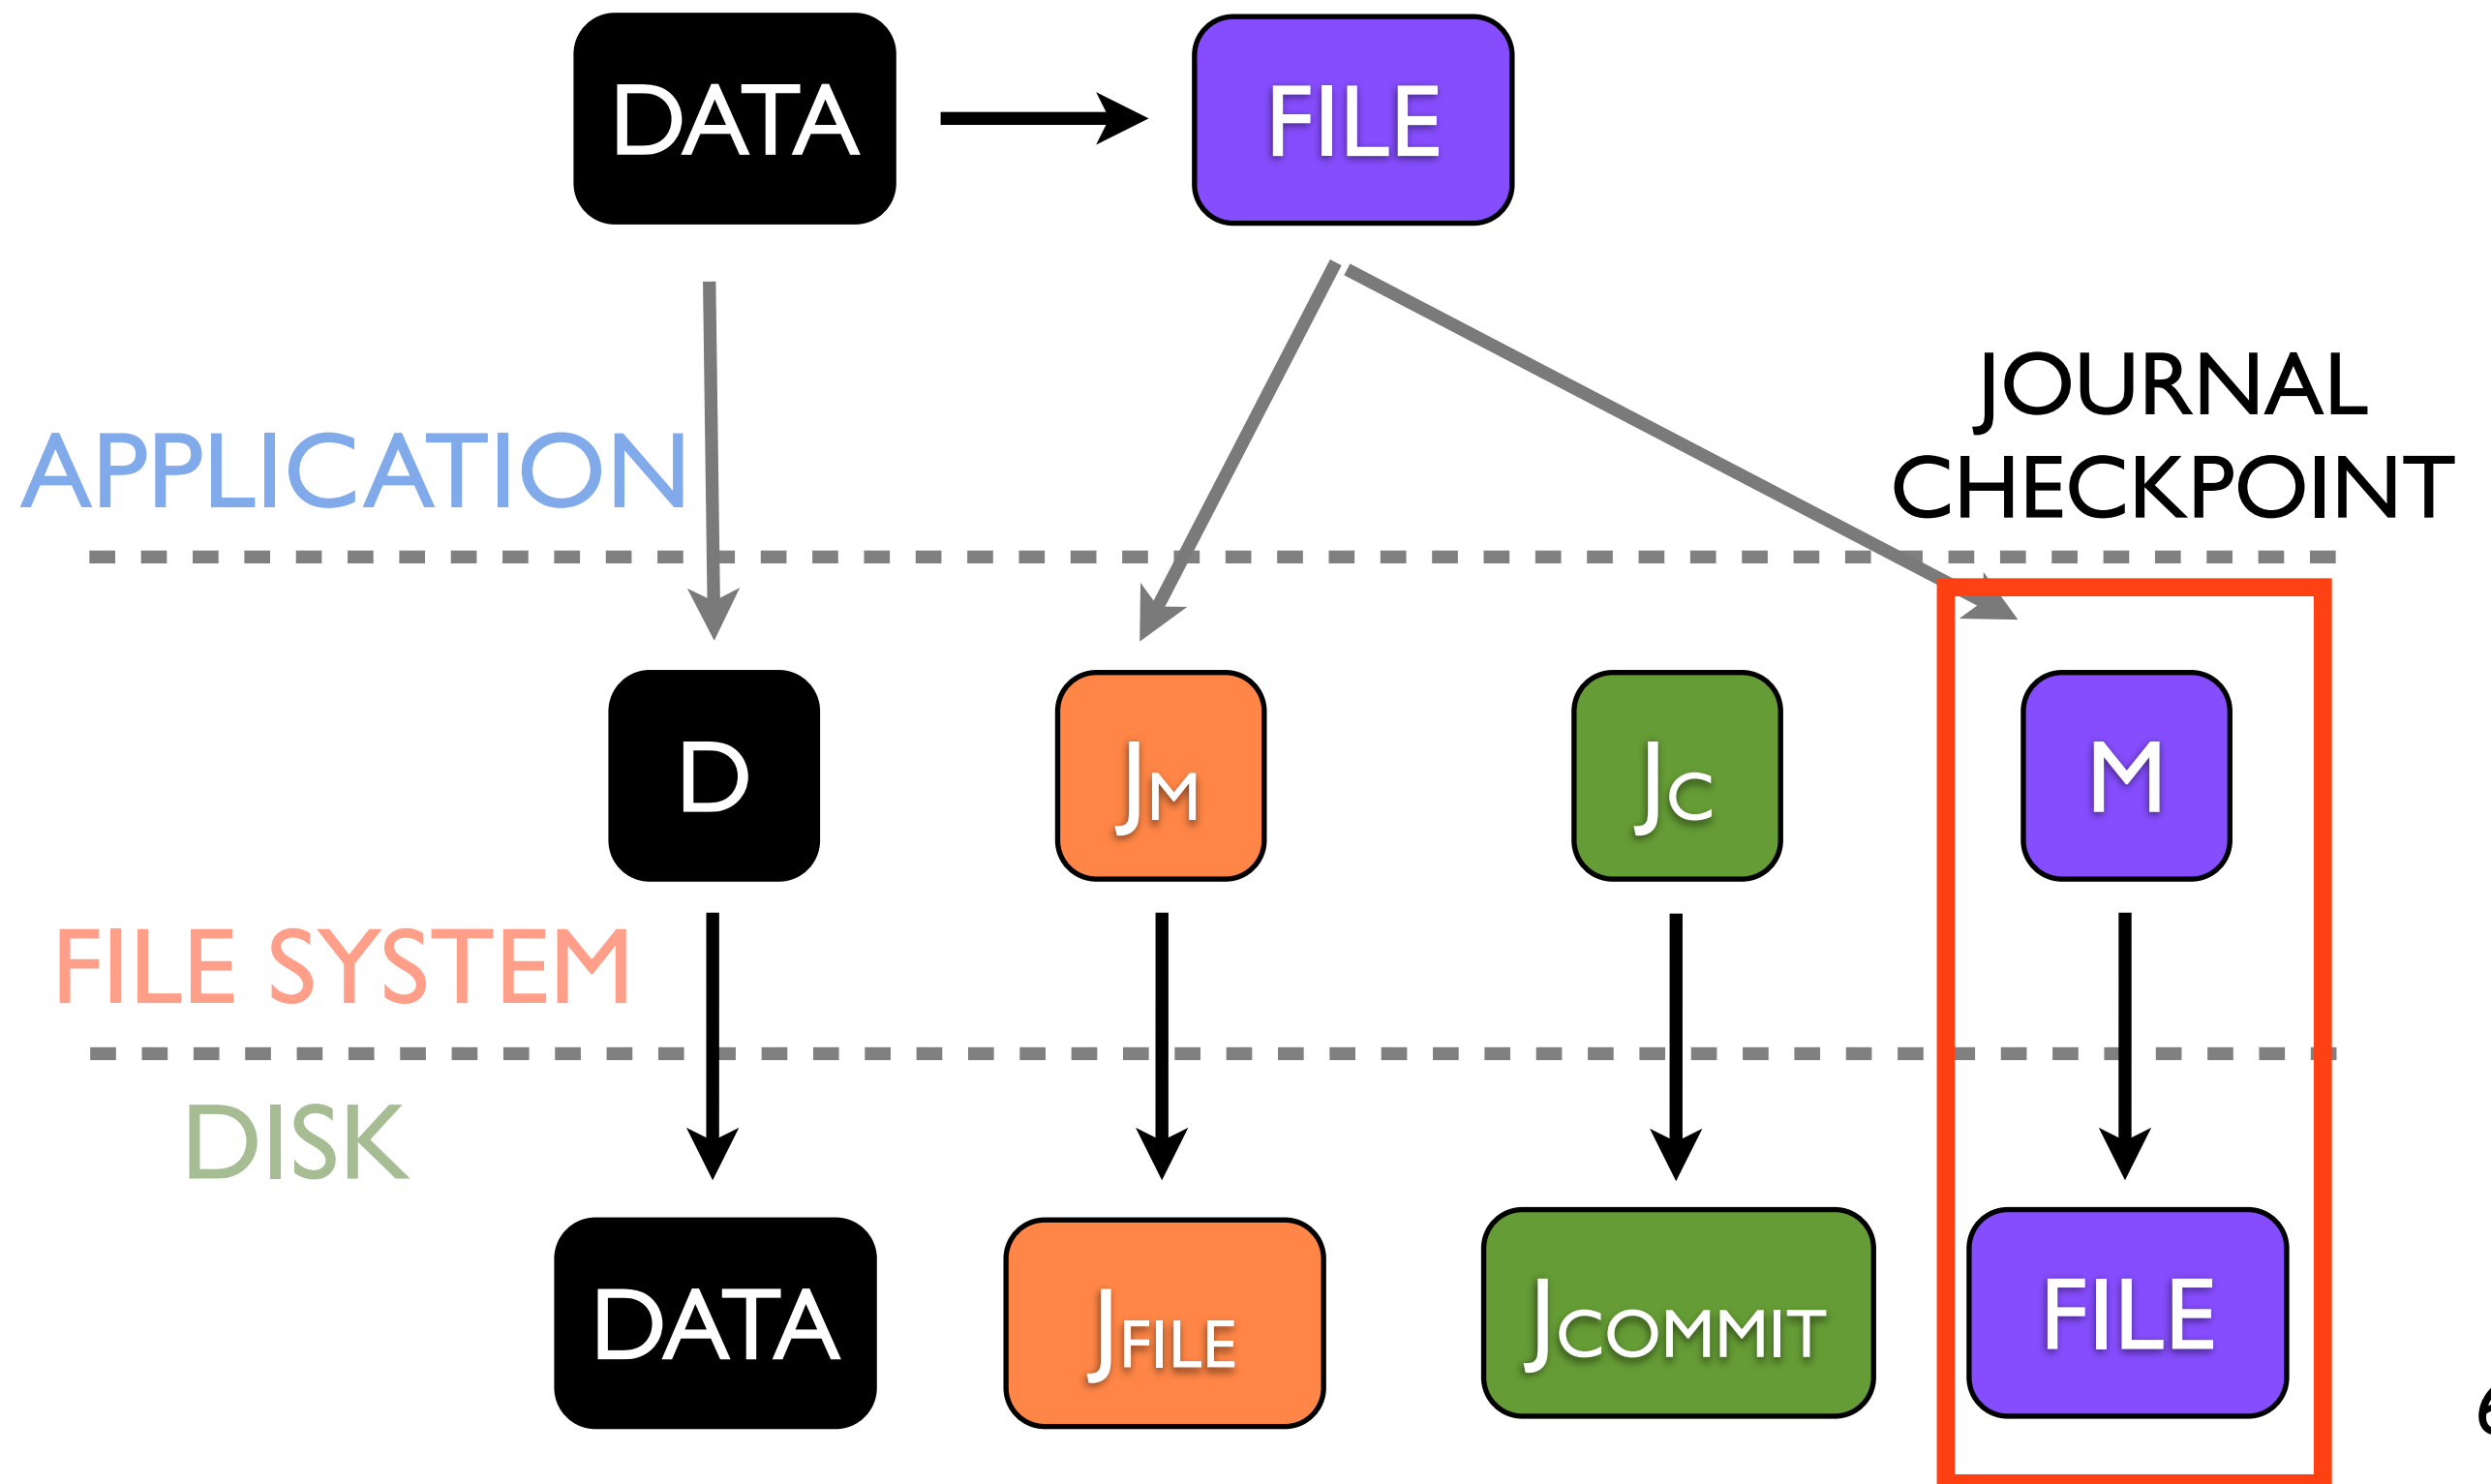 DATA
FILE
JOURNAL
CHECKPOINT
APPLICATION
D
JM
JC
M
FILE SYSTEM
DISK
DATA
JFILE
JCOMMIT
FILE